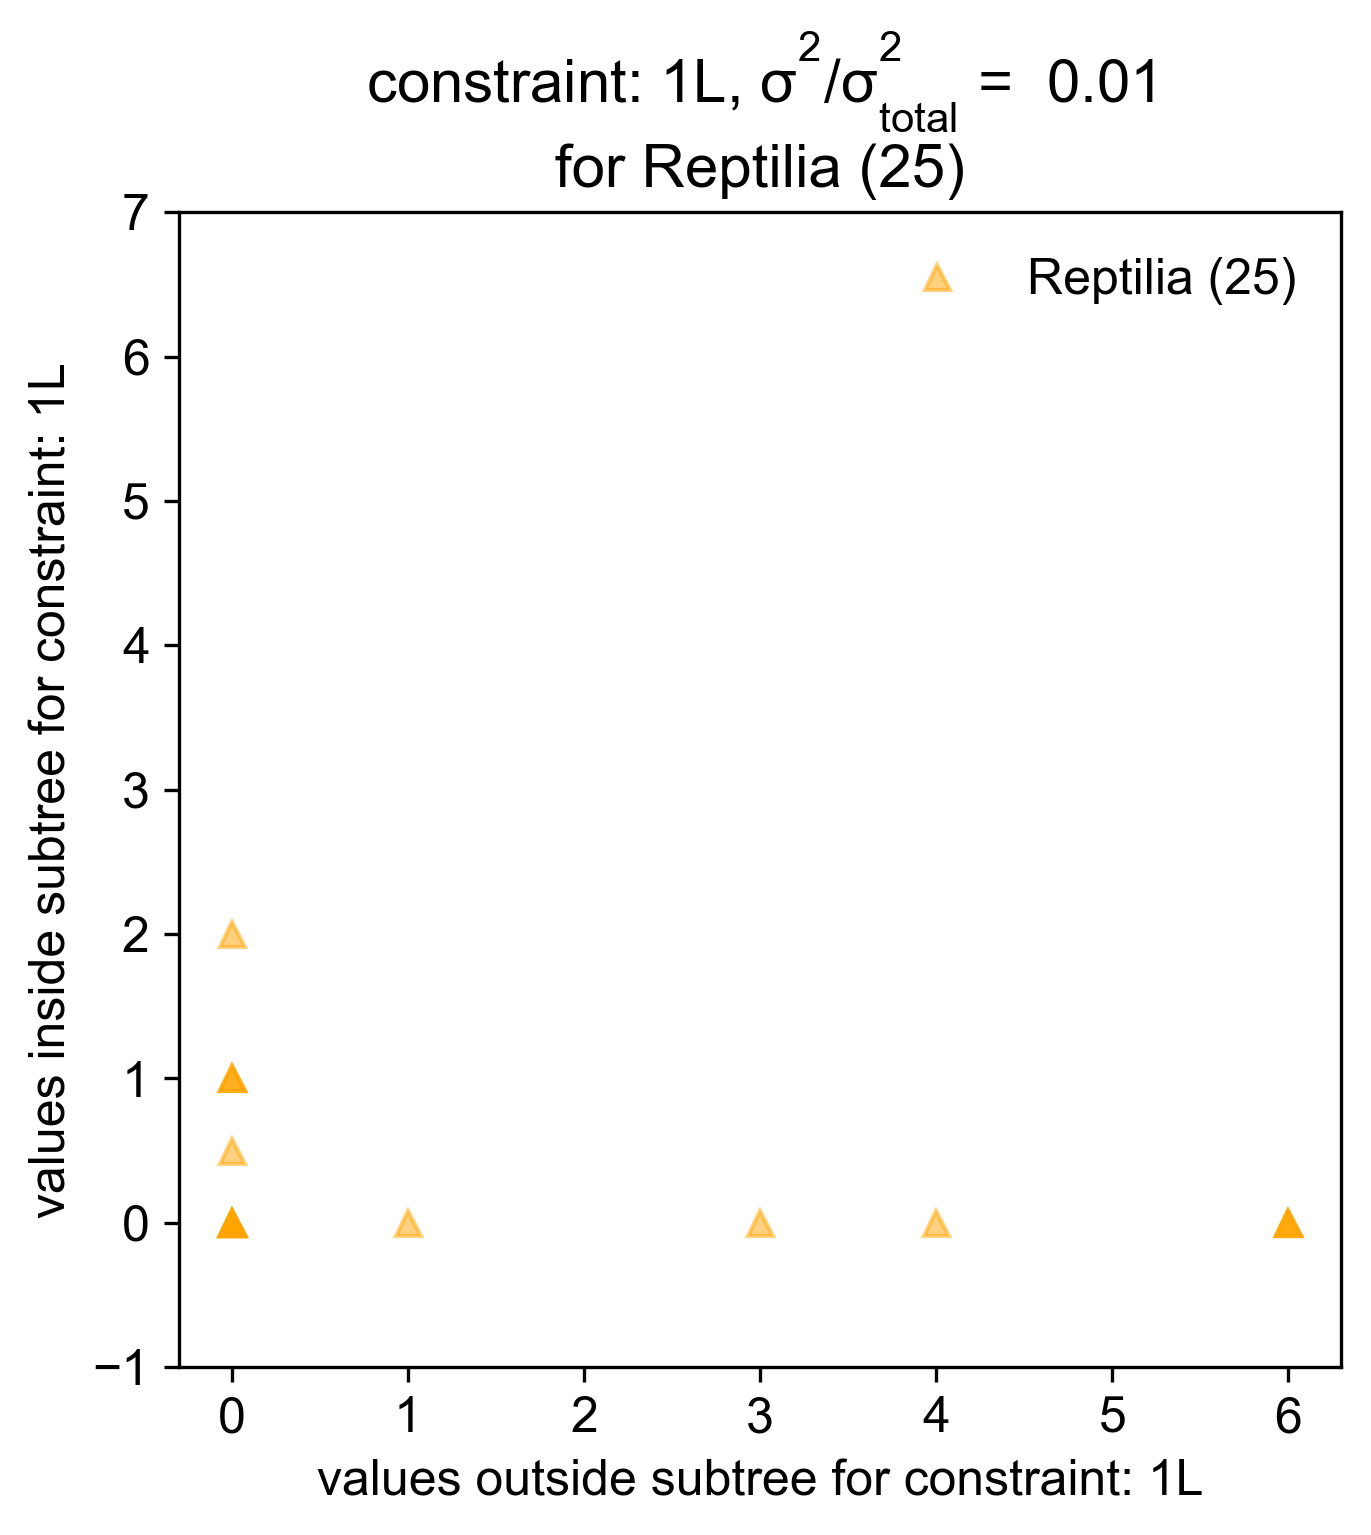 constraint: 1L, σ²/σ²total = 0.01
for Reptilia (25)
Reptilia (25)
7
6
5
4
3
2
1
0
−1
values inside subtree for constraint: 1L
0 1 2 3 4 5 6
values outside subtree for constraint: 1L